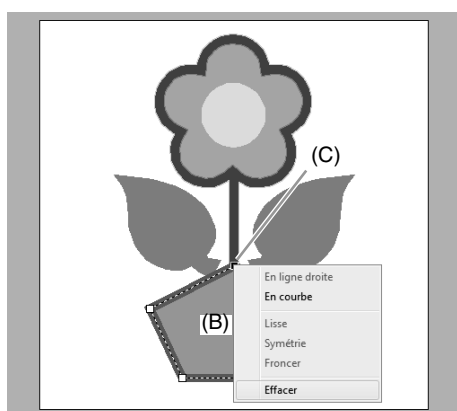 (C)
En ligne droite
En courbe
(B)
Lisse
Symétrie
Froncer
Effacer